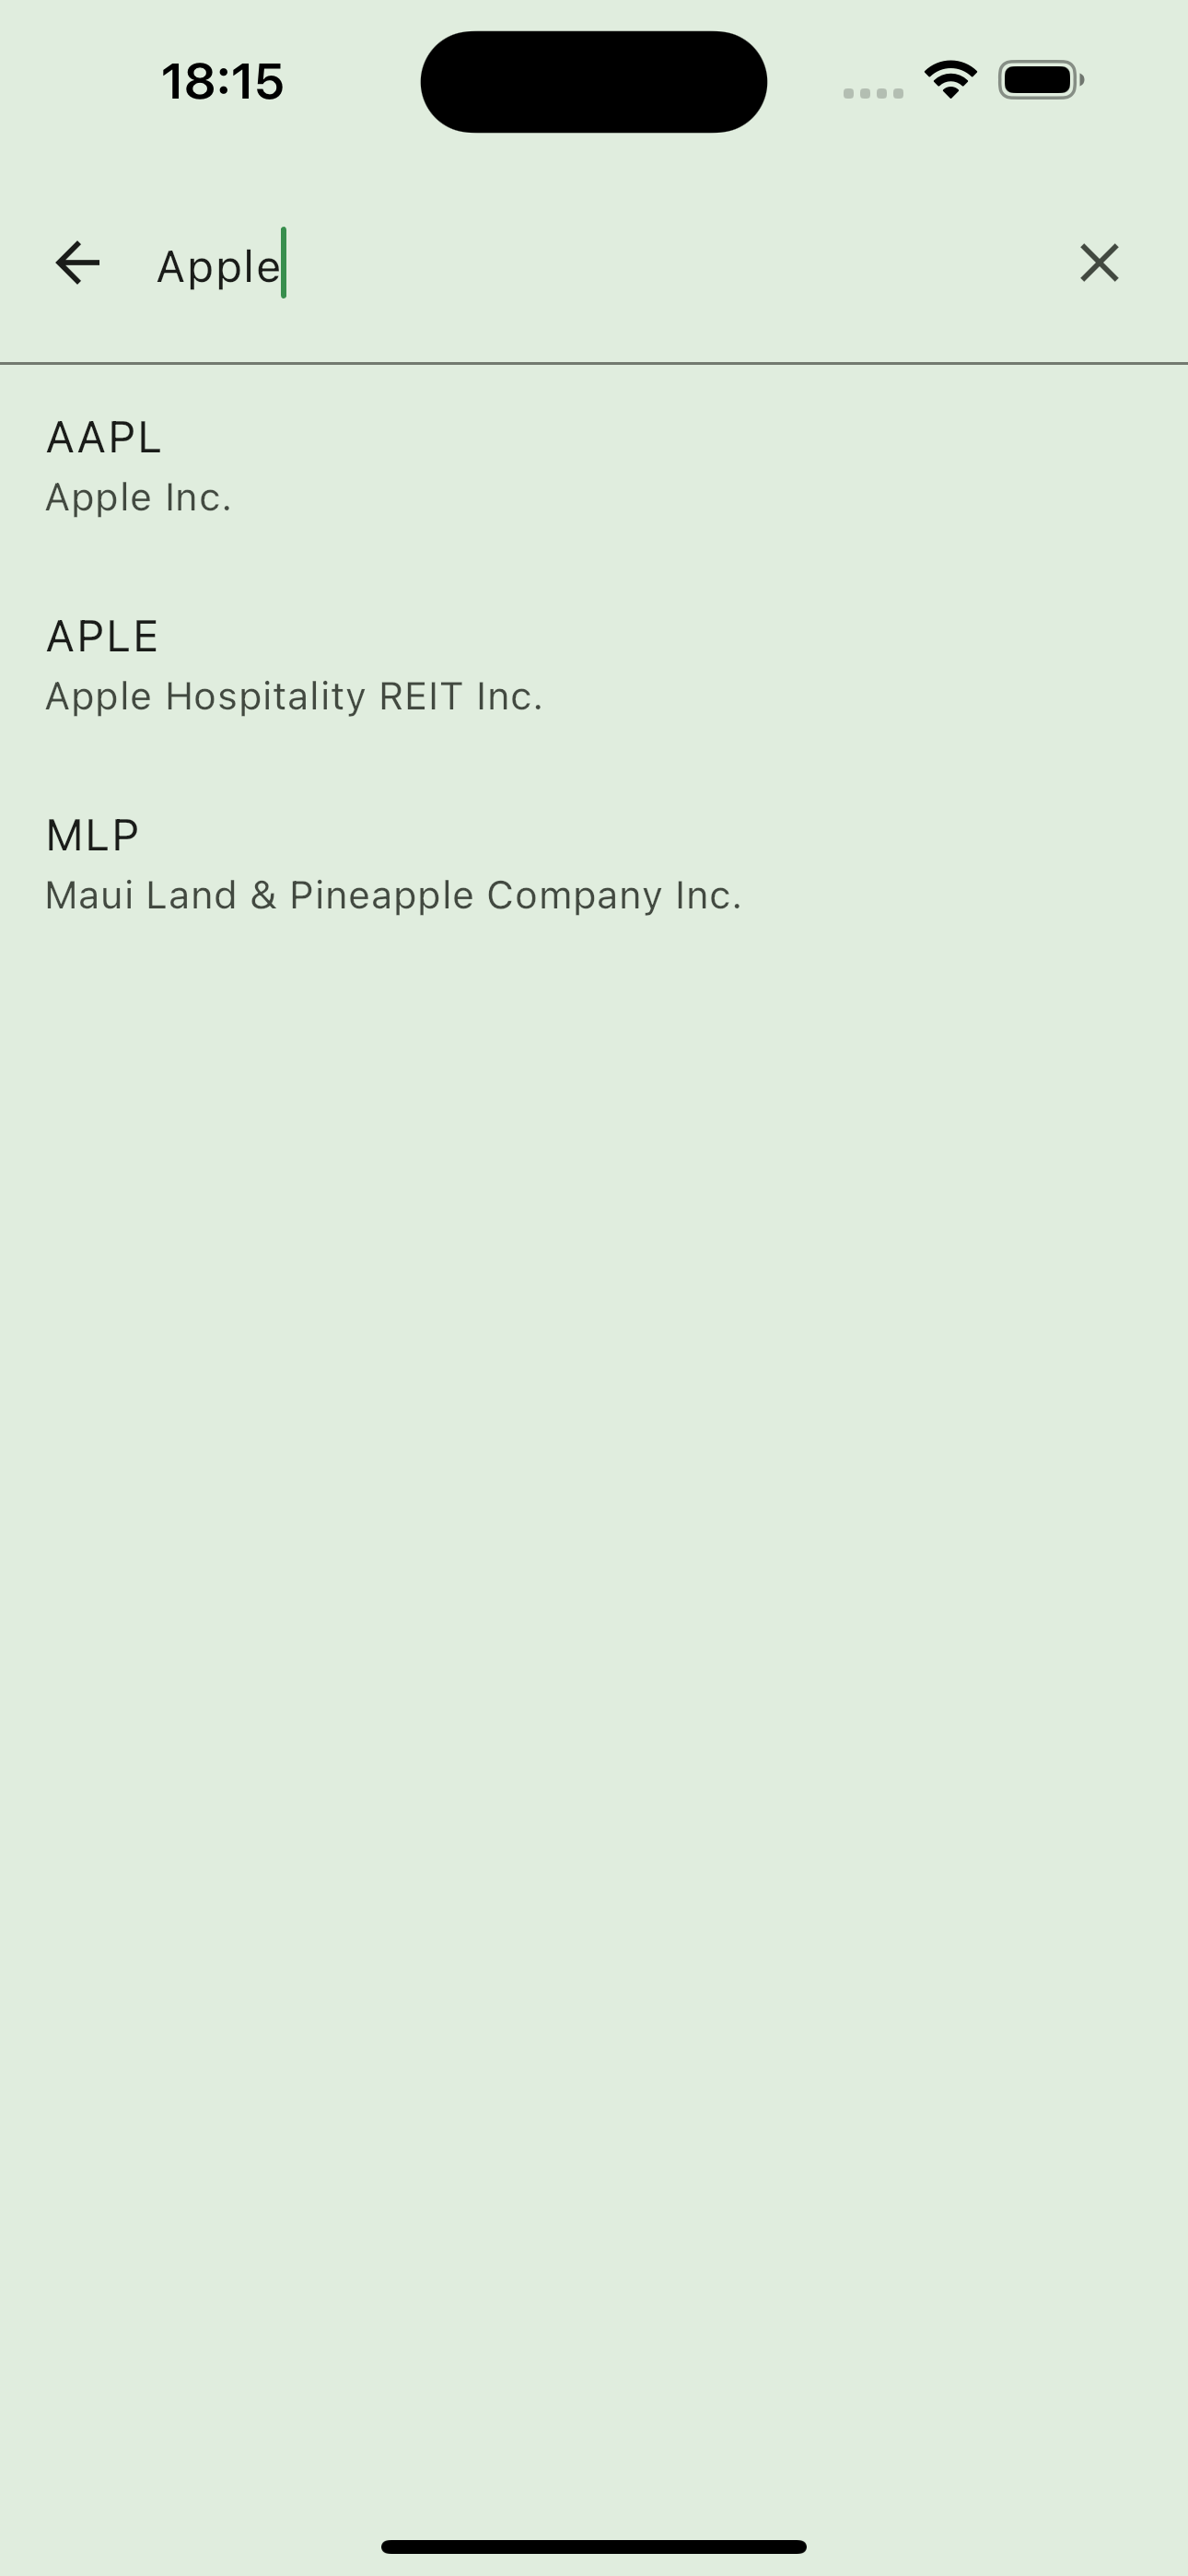 18:15
Apple
AAPL
Apple Inc.
APLE
Apple Hospitality REIT Inc.
MLP
Maui Land & Pineapple Company Inc.